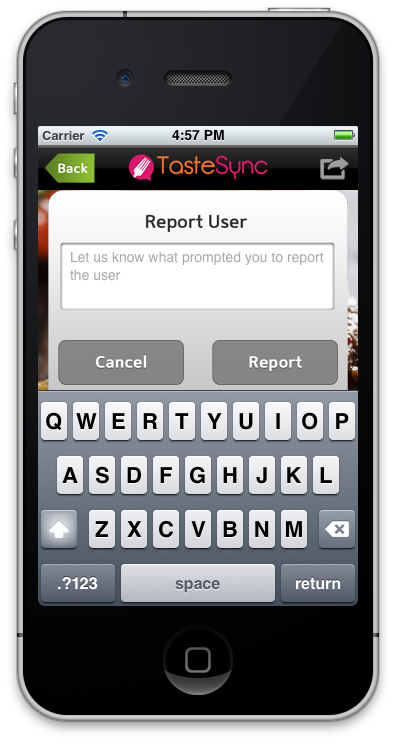 Carrier 4:57 PM
Back TasteSync
Report User
Let us know what prompted you to report
the user
Cancel Report
Q W E R T Y U I O P
A S D F G H J K L
Z X C V B N M
.?123 space return